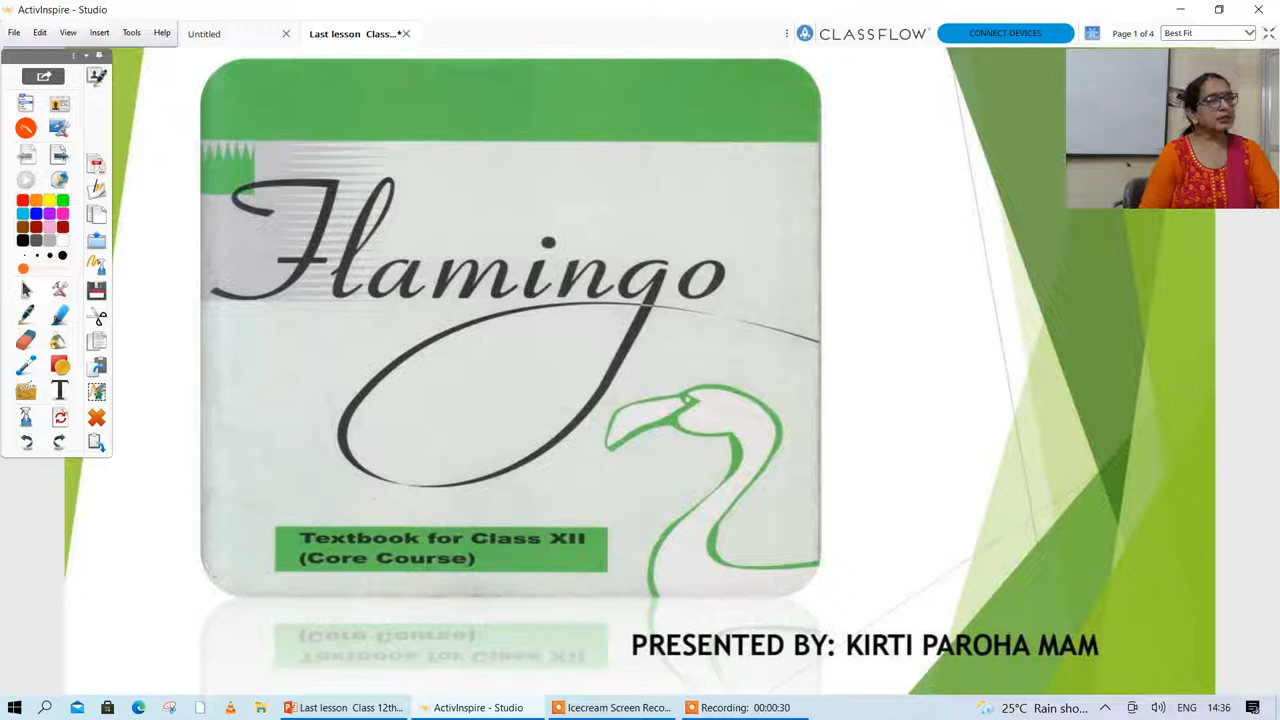 ActivInspire - Studio
File Edit View Insert Tools Help
Untitled
Last lesson Class...*
CLASSFLOW
CONNECT DEVICES
Page 1 of 4
Best Fit
Flamingo
Textbook for Class XII
(Core Course)
PRESENTED BY: KIRTI PAROHA MAM
Last lesson Class 12th...
ActivInspire - Studio
Icecream Screen Reco...
Recording: 00:00:30
25°C Rain sho...
ENG
14:36